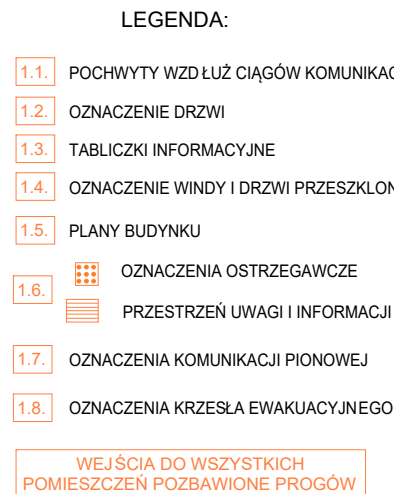 LEGENDA:
1.1. POCHWYTY WZDŁUŻ CIĄGÓW
1.2. OZNACZENIE DRZWI
1.3. TABLICZKI INFORMACYJNE
1.4. OZNACZENIE WINDY I DRZWI
1.5. PLANY BUDYNKU
1.6. OZNACZENIA OSTRZEGAWCZE
PRZESTRZEŃ UWAGI I INFORMACJI
1.7. OZNACZENIA KOMUNIKACJI PIONOWEJ
1.8. OZNACZENIA KRZESŁA EWAKUACYJNEGO
WEJŚCIA DO WSZYSTKICH
POMIESZCZEŃ POZBAWIONE PROGÓW